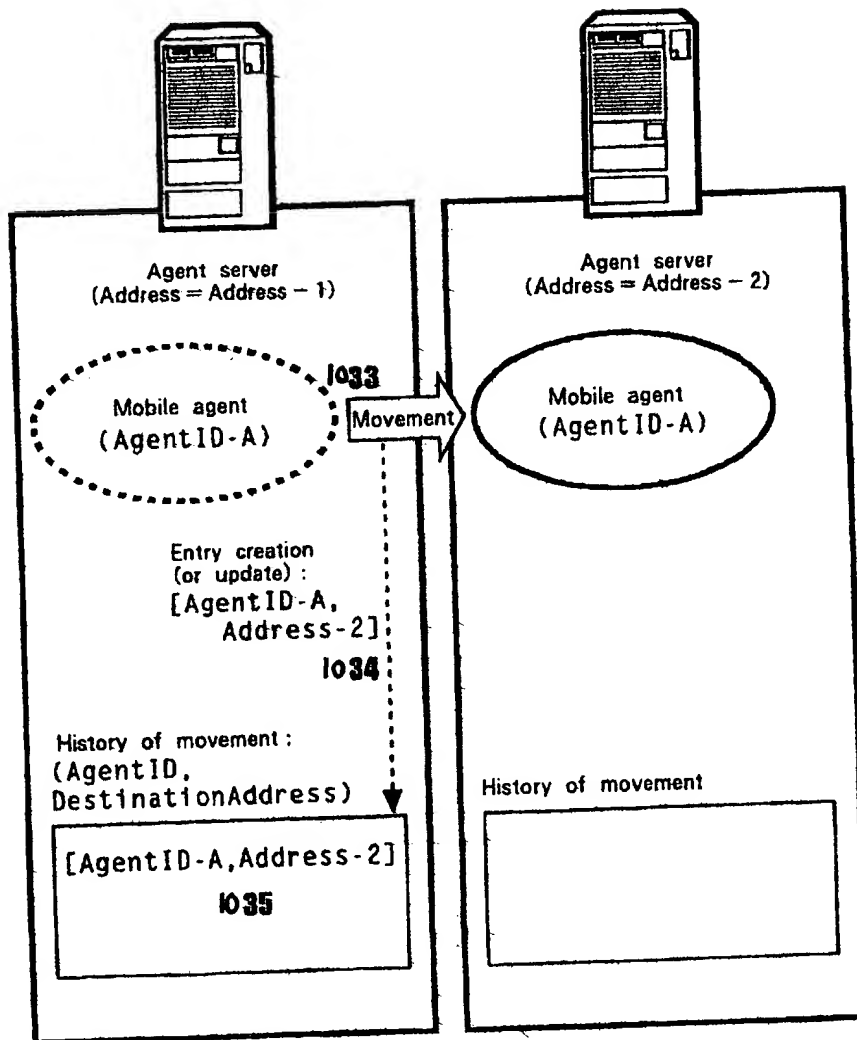 Agent server
(Address = Address − 1)
Mobile agent
(AgentID-A)
1033
Movement
Entry creation
(or update) :
[AgentID-A,
Address-2]
1034
History of movement :
(AgentID,
DestinationAddress)
[AgentID-A,Address-2]
1035
Agent server
(Address = Address − 2)
Mobile agent
(AgentID-A)
History of movement